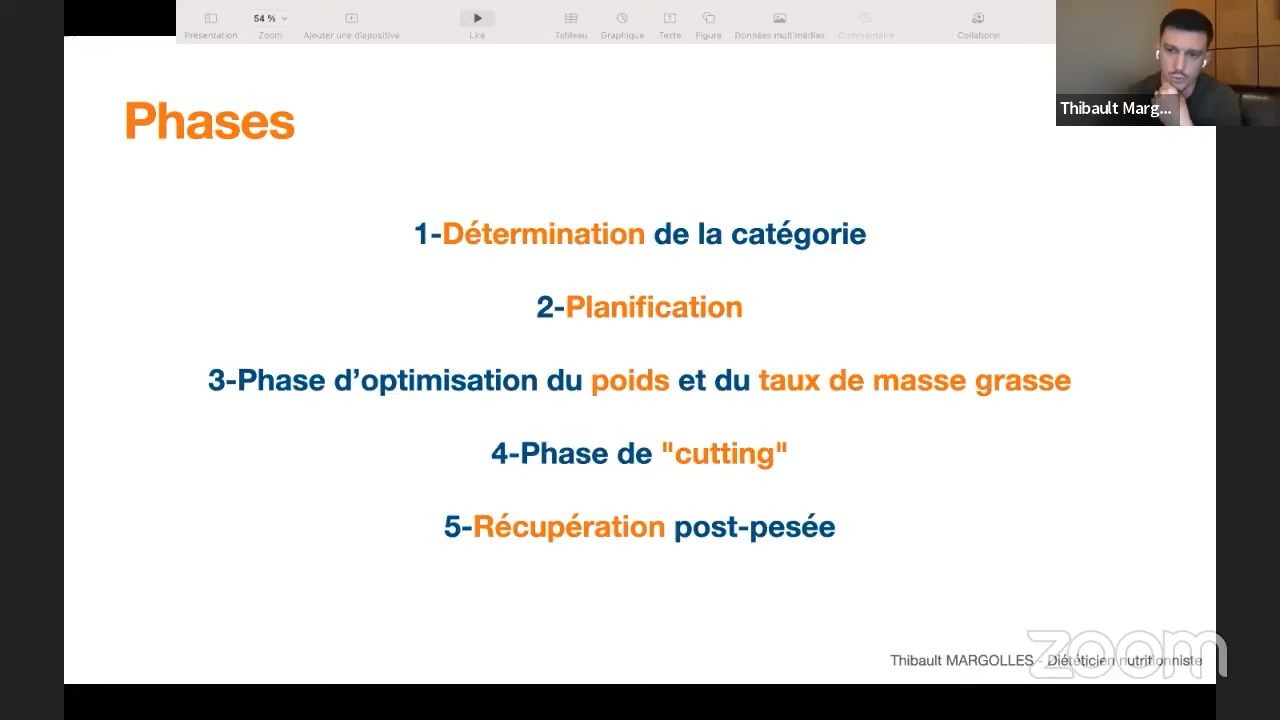 54 %
Présentation
Zoom
Ajouter une diapositive
Lire
Tableau
Graphique
Texte
Figure
Données multimédias
Commentaire
Collaborer
Thibault Marg...
Phases
1-Détermination de la catégorie
2-Planification
3-Phase d’optimisation du poids et du taux de masse grasse
4-Phase de "cutting"
5-Récupération post-pesée
Thibault MARGOLLES - Diététicien nutritionniste
zoom